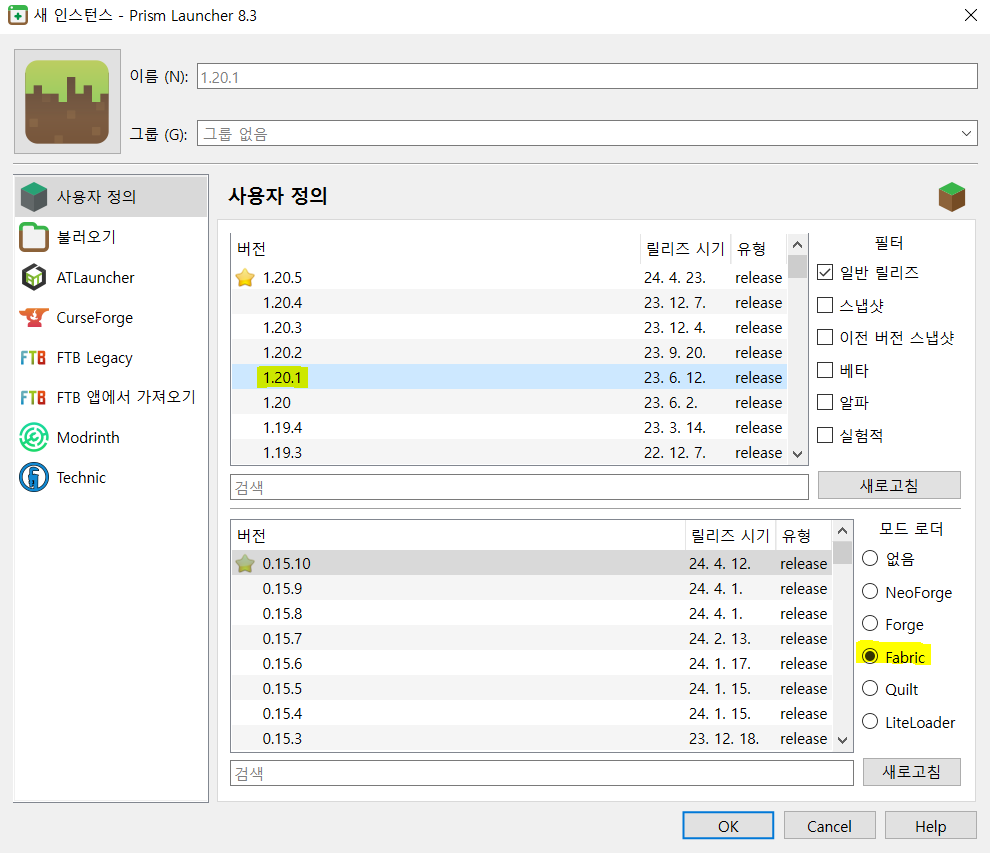 새 인스턴스 - Prism Launcher 8.3
이름 (N): 1.20.1
그룹 (G): 그룹 없음
사용자 정의
불러오기
ATLauncher
CurseForge
FTB FTB Legacy
FTB FTB 앱에서 가져오기
Modrinth
Technic
사용자 정의
버전 릴리즈 시기 유형
1.20.5 24. 4. 23. release
1.20.4 23. 12. 7. release
1.20.3 23. 12. 4. release
1.20.2 23. 9. 20. release
1.20.1 23. 6. 12. release
1.20 23. 6. 2. release
1.19.4 23. 3. 14. release
1.19.3 22. 12. 7. release
검색
필터
일반 릴리즈
스냅샷
이전 버전 스냅샷
베타
알파
실험적
새로고침
버전 릴리즈 시기 유형
0.15.10 24. 4. 12. release
0.15.9 24. 4. 1. release
0.15.8 24. 4. 1. release
0.15.7 24. 2. 13. release
0.15.6 24. 1. 17. release
0.15.5 24. 1. 15. release
0.15.4 24. 1. 15. release
0.15.3 23. 12. 18. release
검색
모드 로더
없음
NeoForge
Forge
Fabric
Quilt
LiteLoader
새로고침
OK Cancel Help